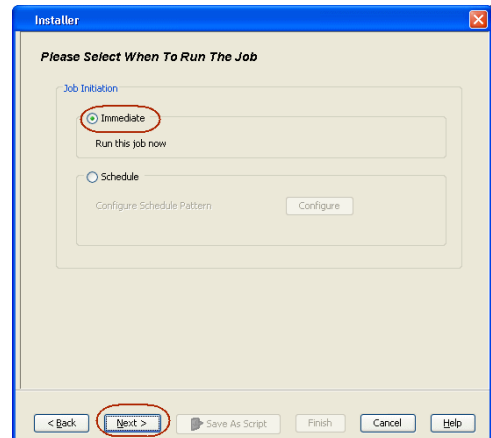 Installer
Please Select When To Run The Job
Job Initiation
Immediate
Run this job now
Schedule
Configure Schedule Pattern Configure
< Back Next > Save As Script Finish Cancel Help